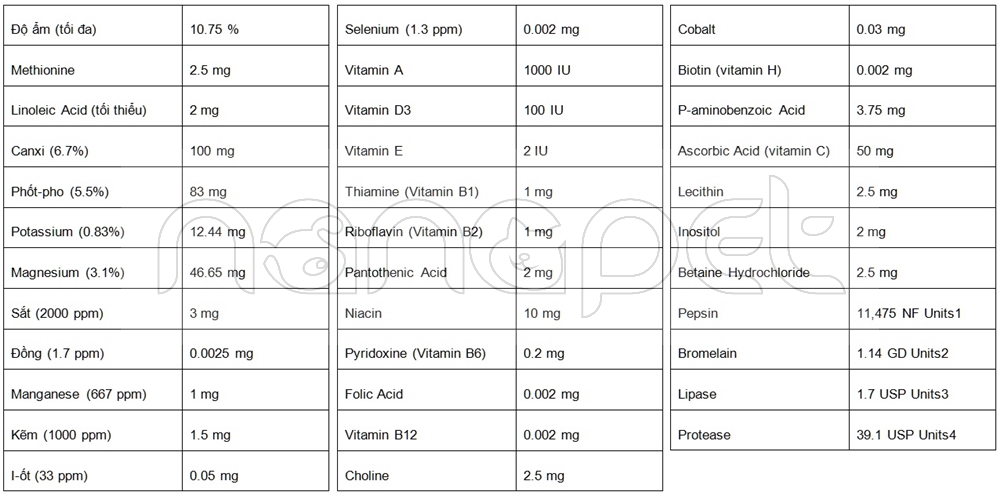 Độ ẩm (tối đa) 10.75 %
Methionine 2.5 mg
Linoleic Acid (tối thiểu) 2 mg
Canxi (6.7%) 100 mg
Phốt-pho (5.5%) 83 mg
Potassium (0.83%) 12.44 mg
Magnesium (3.1%) 46.65 mg
Sắt (2000 ppm) 3 mg
Đồng (1.7 ppm) 0.0025 mg
Manganese (667 ppm) 1 mg
Kẽm (1000 ppm) 1.5 mg
I-ốt (33 ppm) 0.05 mg
Selenium (1.3 ppm) 0.002 mg
Vitamin A 1000 IU
Vitamin D3 100 IU
Vitamin E 2 IU
Thiamine (Vitamin B1) 1 mg
Riboflavin (Vitamin B2) 1 mg
Pantothenic Acid 2 mg
Niacin 10 mg
Pyridoxine (Vitamin B6) 0.2 mg
Folic Acid 0.002 mg
Vitamin B12 0.002 mg
Choline 2.5 mg
Cobalt 0.03 mg
Biotin (vitamin H) 0.002 mg
P-aminobenzoic Acid 3.75 mg
Ascorbic Acid (vitamin C) 50 mg
Lecithin 2.5 mg
Inositol 2 mg
Betaine Hydrochloride 2.5 mg
Pepsin 11,475 NF Units1
Bromelain 1.14 GD Units2
Lipase 1.7 USP Units3
Protease 39.1 USP Units4
nanapet